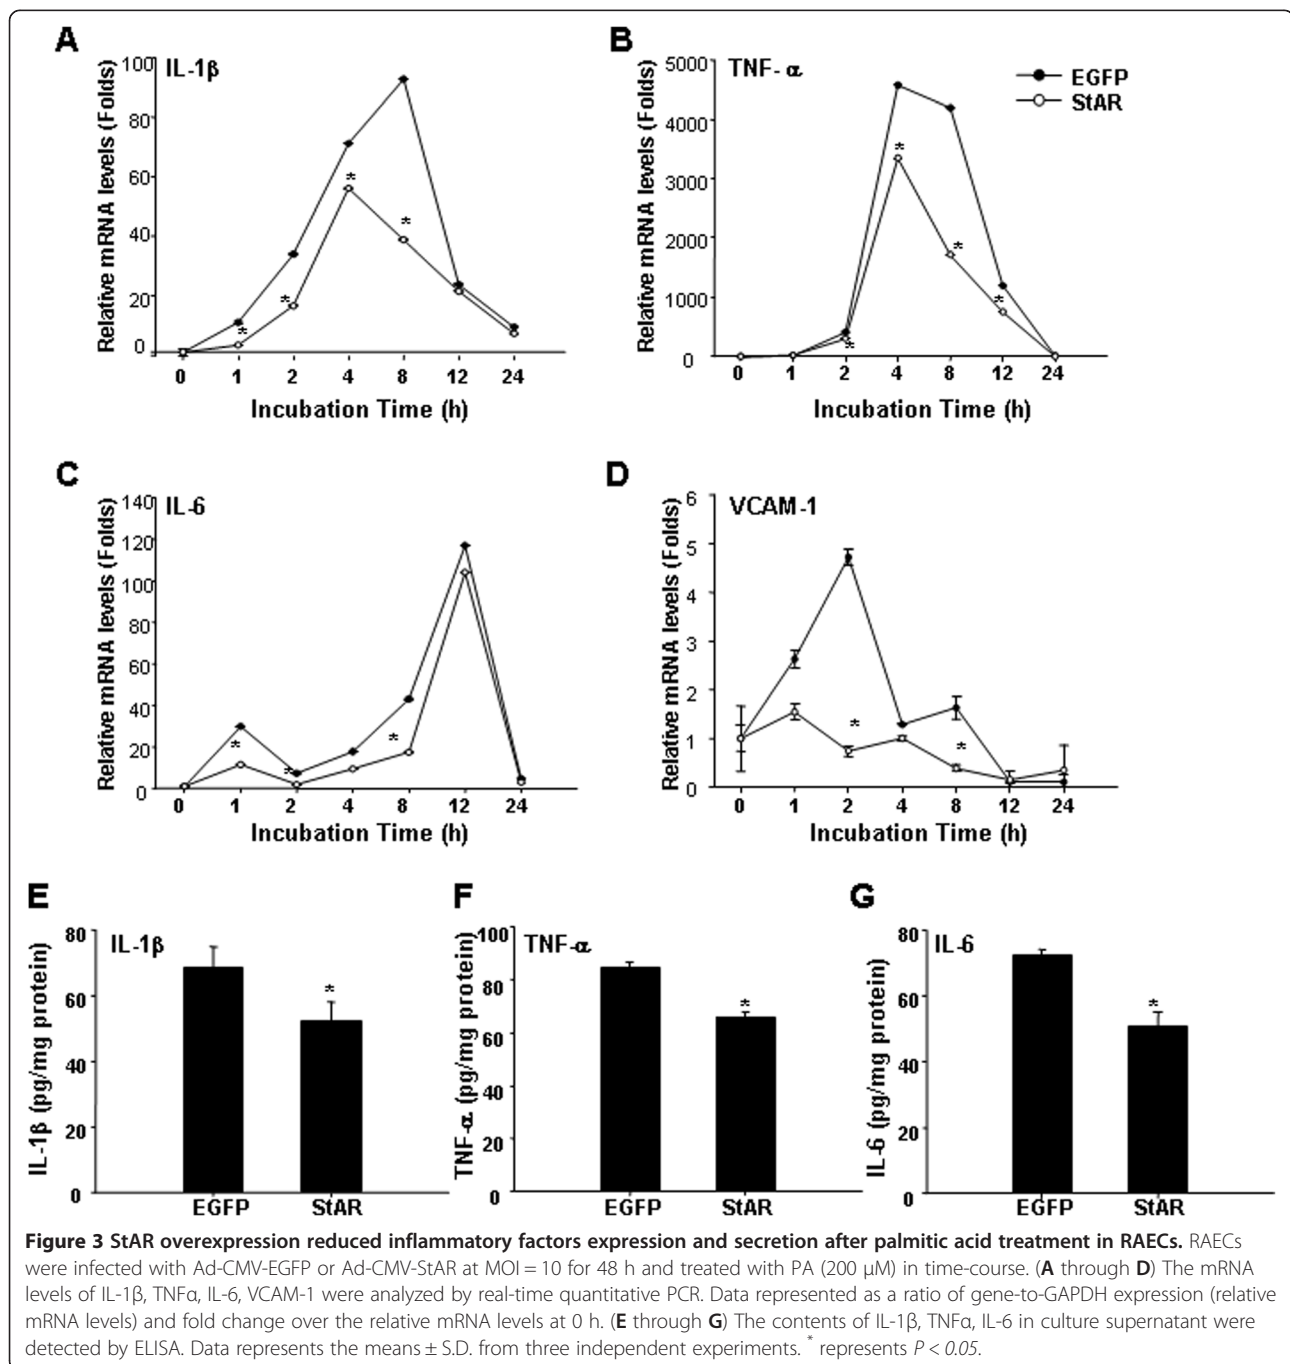 A
IL-1β
Relative mRNA levels (Folds)
100
80
60
40
20
0
*
*
*
*
0 1 2 4 8 12 24
Incubation Time (h)
B
TNF- α
EGFP
StAR
Relative mRNA levels (Folds)
5000
4000
3000
2000
1000
0
*
*
*
*
0 1 2 4 8 12 24
Incubation Time (h)
C
IL-6
Relative mRNA levels (Folds)
140
120
100
80
60
40
20
0
*
*
*
0 1 2 4 8 12 24
Incubation Time (h)
D
VCAM-1
Relative mRNA levels (Folds)
6
5
4
3
2
1
0
*
*
0 1 2 4 8 12 24
Incubation Time (h)
E
IL-1β
IL-1β (pg/mg protein)
80
60
40
20
0
*
EGFP StAR
F
TNF-α
TNF-α (pg/mg protein)
100
80
60
40
20
0
*
EGFP StAR
G
IL-6
IL-6 (pg/mg protein)
80
60
40
20
0
*
EGFP StAR
Figure 3 StAR overexpression reduced inflammatory factors expression and secretion after palmitic acid treatment in RAECs. RAECs
were infected with Ad-CMV-EGFP or Ad-CMV-StAR at MOI = 10 for 48 h and treated with PA (200 μM) in time-course. (A through D) The mRNA
levels of IL-1β, TNFα, IL-6, VCAM-1 were analyzed by real-time quantitative PCR. Data represented as a ratio of gene-to-GAPDH expression (relative
mRNA levels) and fold change over the relative mRNA levels at 0 h. (E through G) The contents of IL-1β, TNFα, IL-6 in culture supernatant were
detected by ELISA. Data represents the means ± S.D. from three independent experiments. * represents P < 0.05.